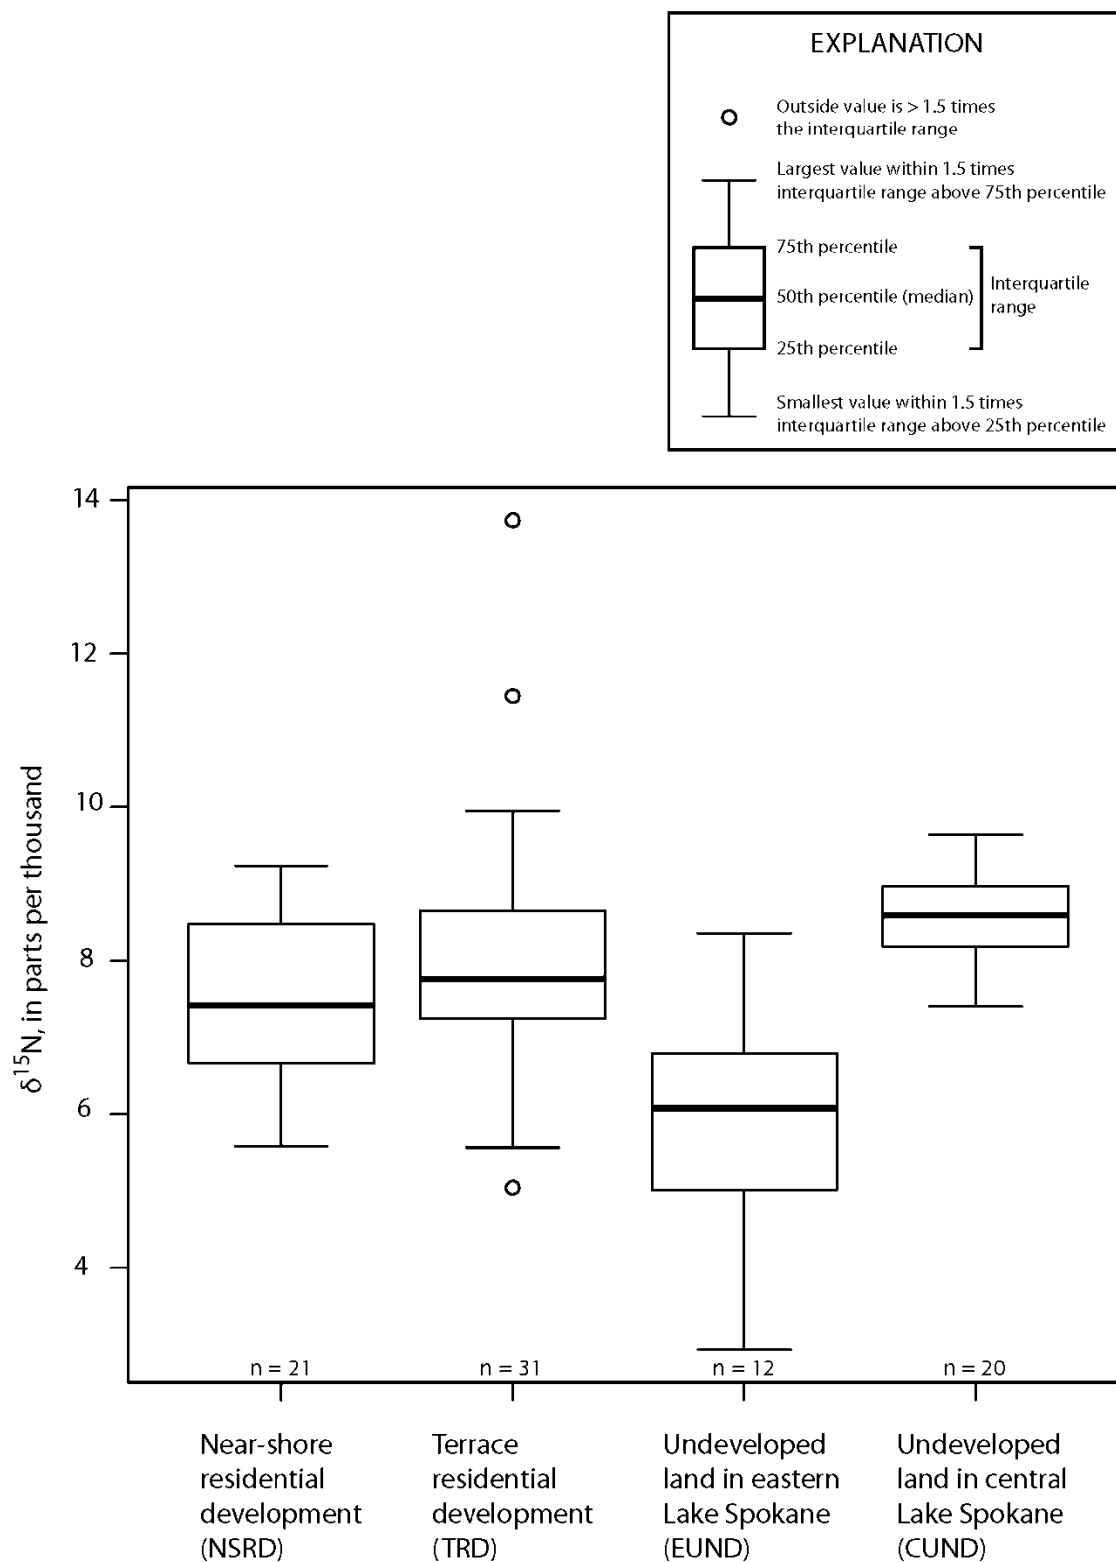 EXPLANATION
Outside value is > 1.5 times
the interquartile range
Largest value within 1.5 times
interquartile range above 75th percentile
75th percentile
50th percentile (median)
Interquartile
range
25th percentile
Smallest value within 1.5 times
interquartile range above 25th percentile
14
12
10
8
6
4
δ¹⁵N, in parts per thousand
n = 21
n = 31
n = 12
n = 20
Near-shore
residential
development
(NSRD)
Terrace
residential
development
(TRD)
Undeveloped
land in eastern
Lake Spokane
(EUND)
Undeveloped
land in central
Lake Spokane
(CUND)